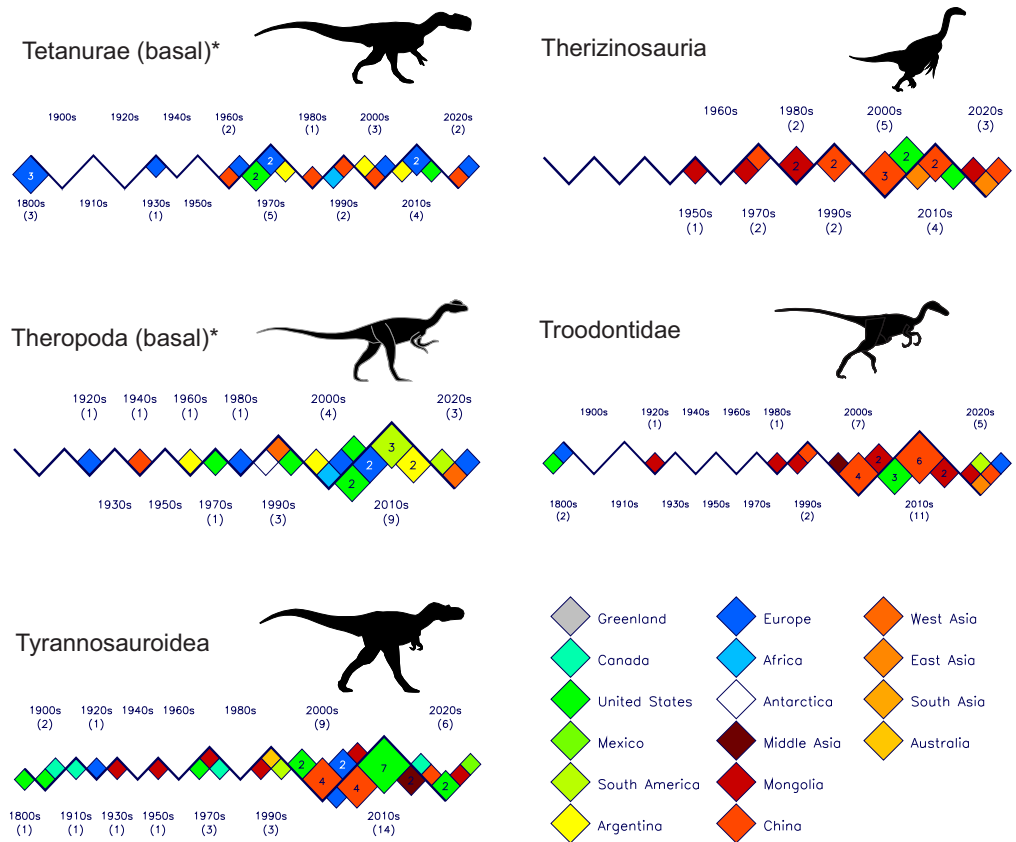 Tetanurae (basal)*
1900s 1920s 1940s 1960s 1980s 2000s 2020s
(2) (1) (3) (2)
3 2 2 2
1800s 1910s 1930s 1950s 1970s 1990s 2010s
(3) (1) (5) (2) (4)
Therizinosauria
1960s 1980s 2000s 2020s
(2) (5) (3)
2 2 3 2 2
1950s 1970s 1990s 2010s
(1) (2) (2) (4)
Theropoda (basal)*
1920s 1940s 1960s 1980s 2000s 2020s
(1) (1) (1) (1) (4) (3)
2 2 3 2
1930s 1950s 1970s 1990s 2010s
(1) (3) (9)
Troodontidae
1900s 1920s 1940s 1960s 1980s 2000s 2020s
(1) (1) (7) (5)
4 2 3 6 2
1800s 1910s 1930s 1950s 1970s 1990s 2010s
(2) (2) (11)
Tyrannosauroidea
1900s 1920s 1940s 1960s 1980s 2000s 2020s
(2) (1) (9) (6)
2 4 2 4 7 2 2
1800s 1910s 1930s 1950s 1970s 1990s 2010s
(1) (1) (1) (1) (3) (3) (14)
Greenland
Canada
United States
Mexico
South America
Argentina
Europe
Africa
Antarctica
Middle Asia
Mongolia
China
West Asia
East Asia
South Asia
Australia